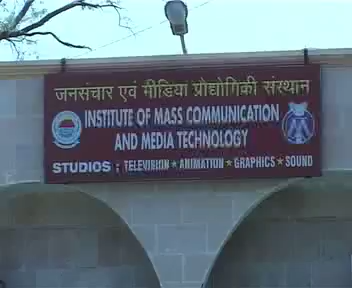 जनसंचार एवं मीडिया प्रौद्योगिकी संस्थान
INSTITUTE OF MASS COMMUNICATION
AND MEDIA TECHNOLOGY
STUDIOS : TELEVISION ★ ANIMATION ★ GRAPHICS ★ SOUND